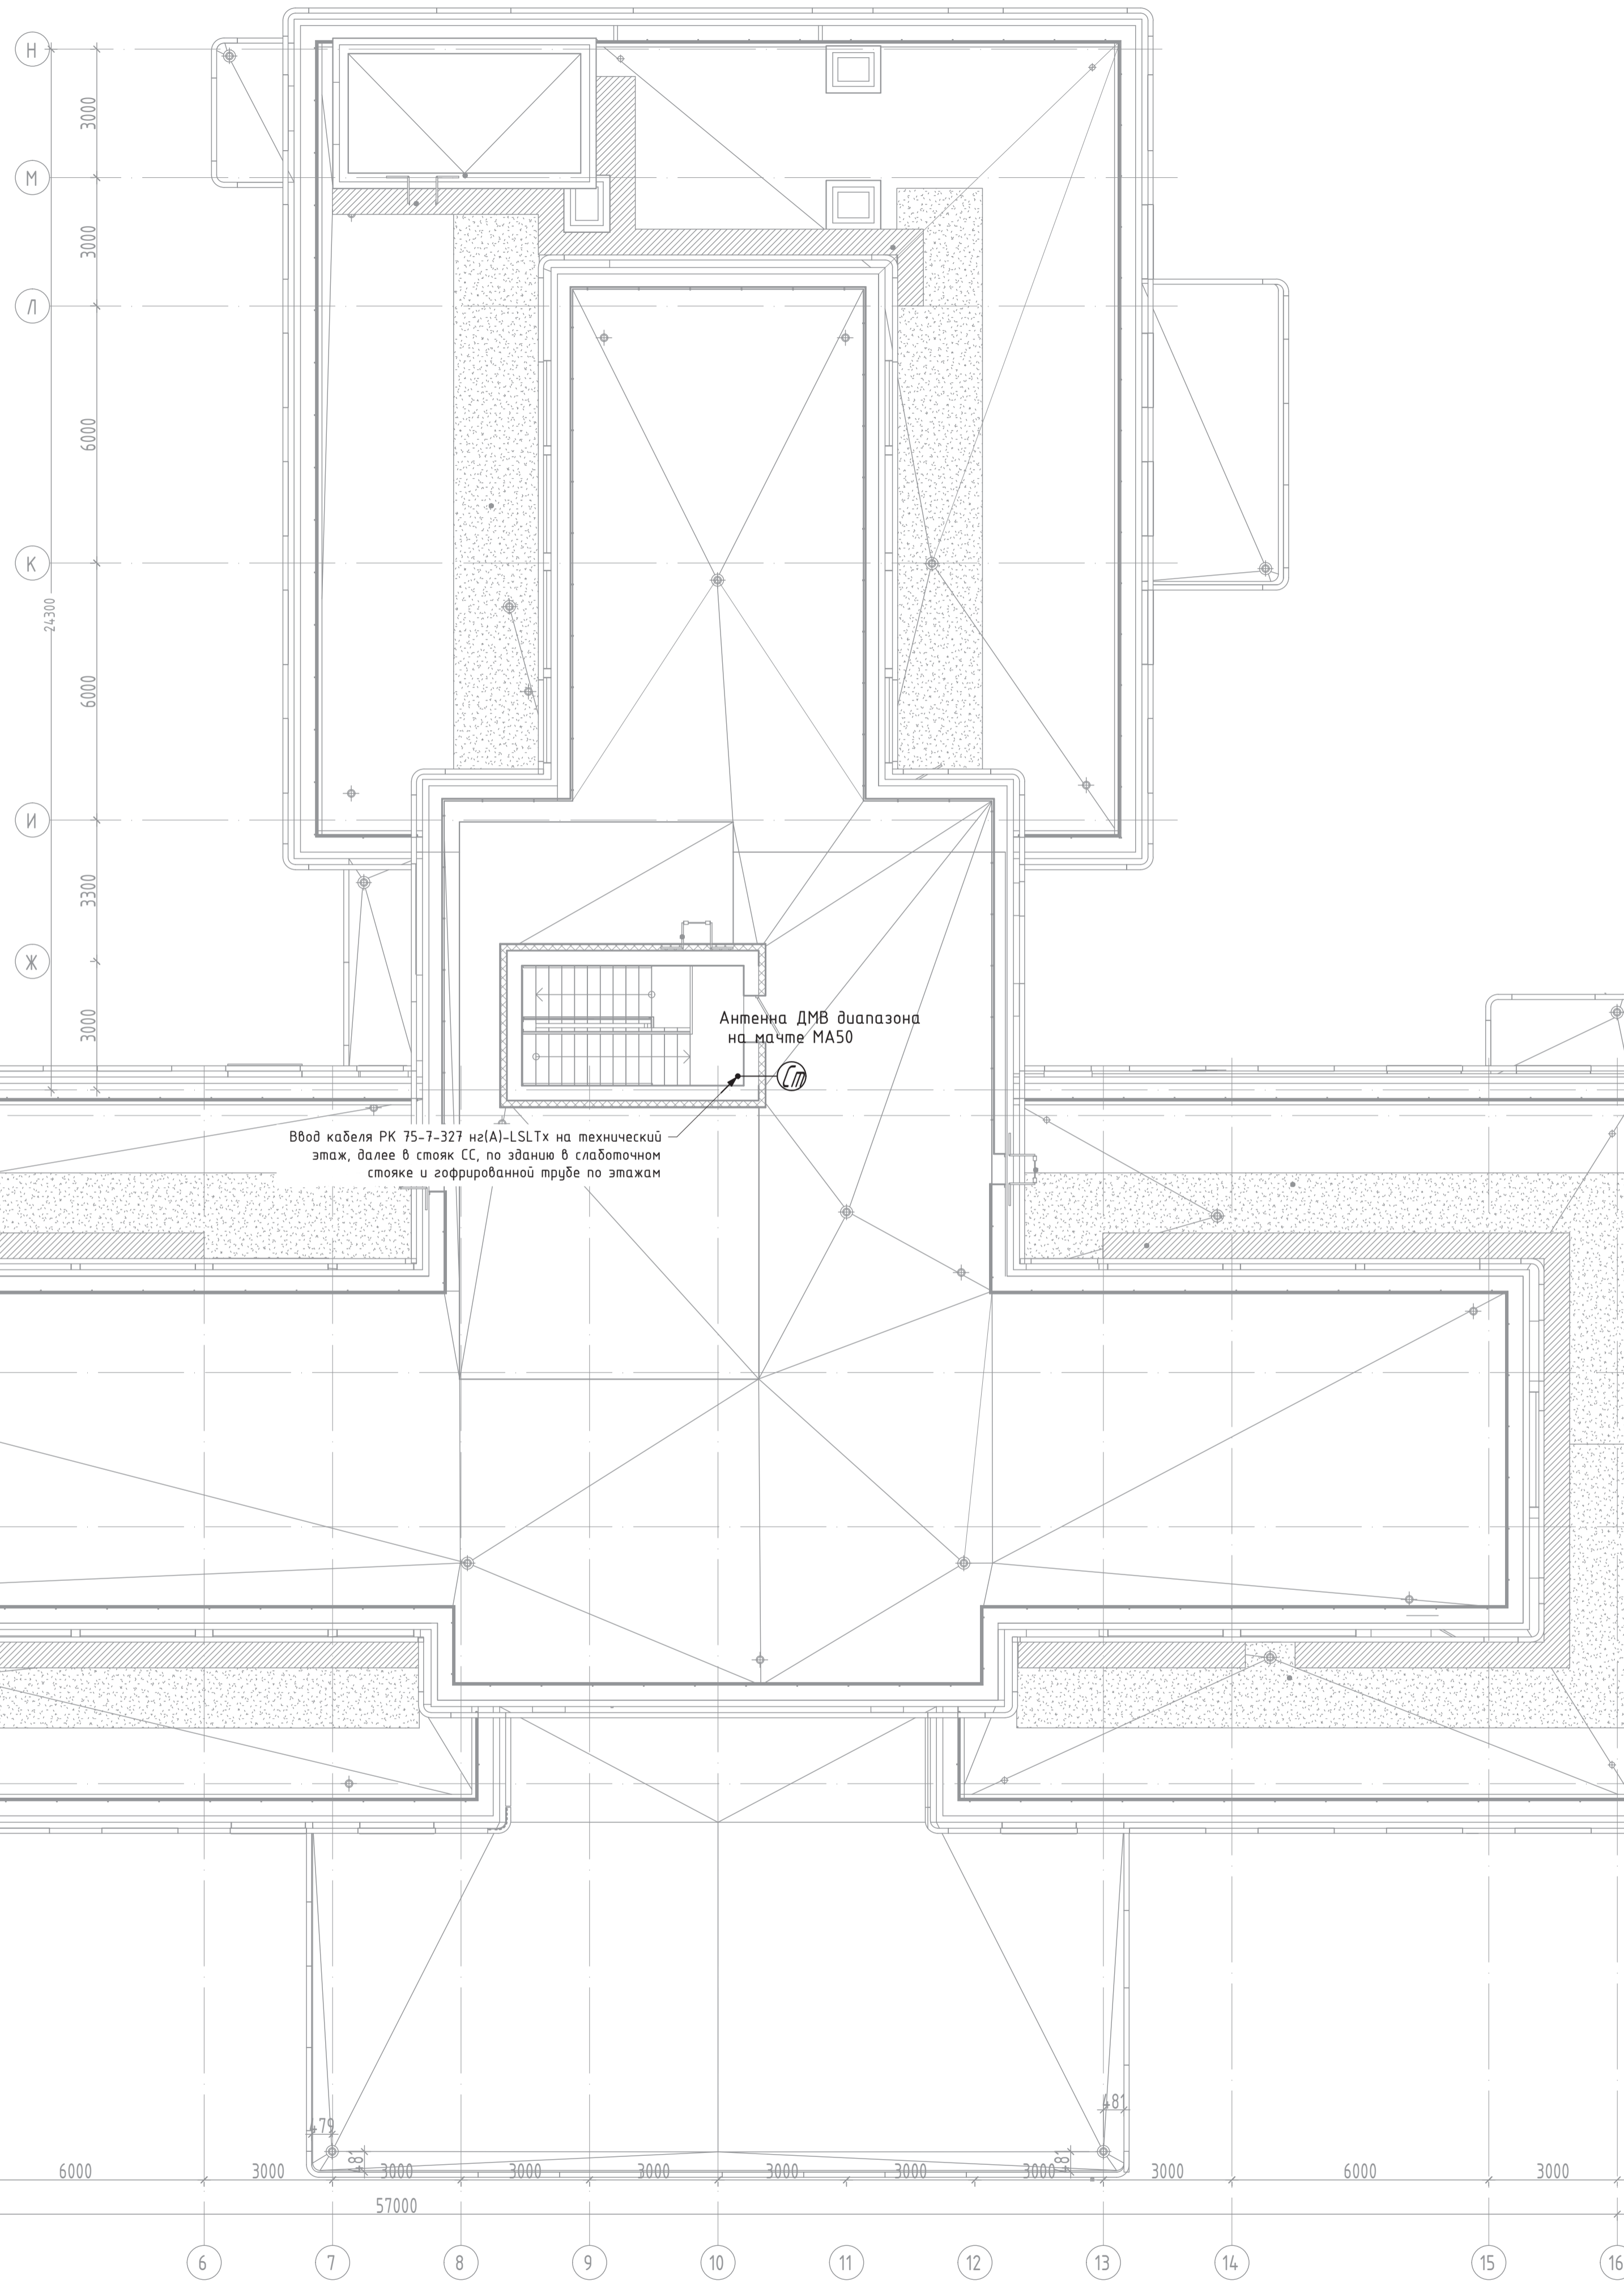 Н
3000
М
3000
Л
6000
К
24300
6000
И
3300
Ж
3000
Антенна ДМВ диапазона
на мачте МА50
Ст
Ввод кабеля РК 75-7-327 нг(А)-LSLTx на технический
этаж, далее в стояк СС, по зданию в слаботочном
стояке и гофрированной трубе по этажам
479
481
481
481
6000
3000
3000
3000
3000
3000
3000
3000
3000
6000
3000
57000
6
7
8
9
10
11
12
13
14
15
16